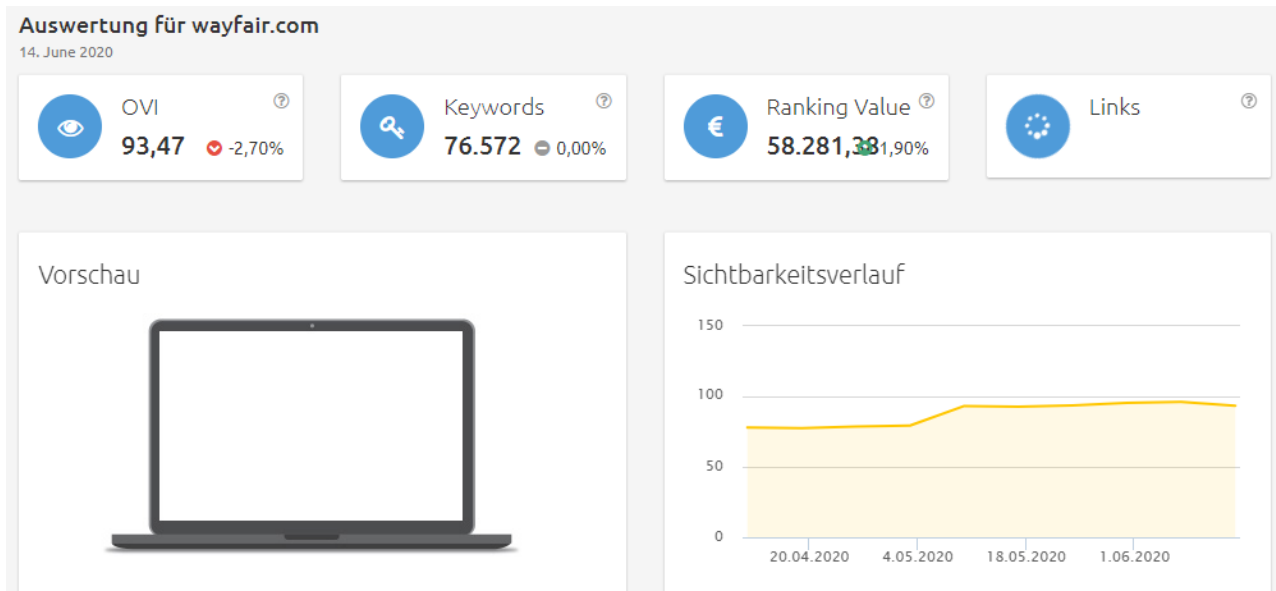 Auswertung für wayfair.com
14. June 2020
OVI
93,47 -2,70%
Keywords
76.572 0,00%
Ranking Value
58.281,38 1,90%
Links
Vorschau
Sichtbarkeitsverlauf
150
100
50
0
20.04.2020 4.05.2020 18.05.2020 1.06.2020